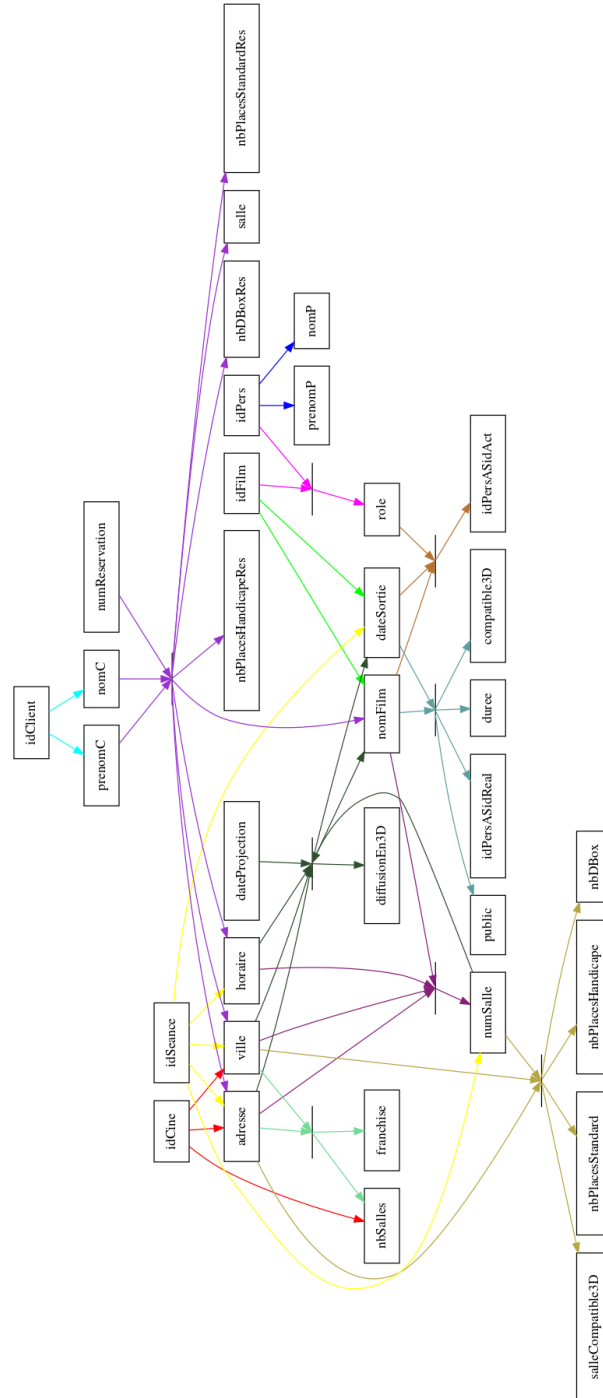 idClient
prenomC
nomC
numReservation
idCine
idSeance
adresse
ville
horaire
dateProjection
nbPlacesHandicapeRes
idFilm
idPers
nbDBoxRes
salle
nbPlacesStandardRes
prenomP
nomP
nbSalles
franchise
diffusionEn3D
nomFilm
dateSortie
role
numSalle
public
idPersASidReal
duree
compatible3D
idPersASidAct
salleCompatible3D
nbPlacesStandard
nbPlacesHandicape
nbDBox